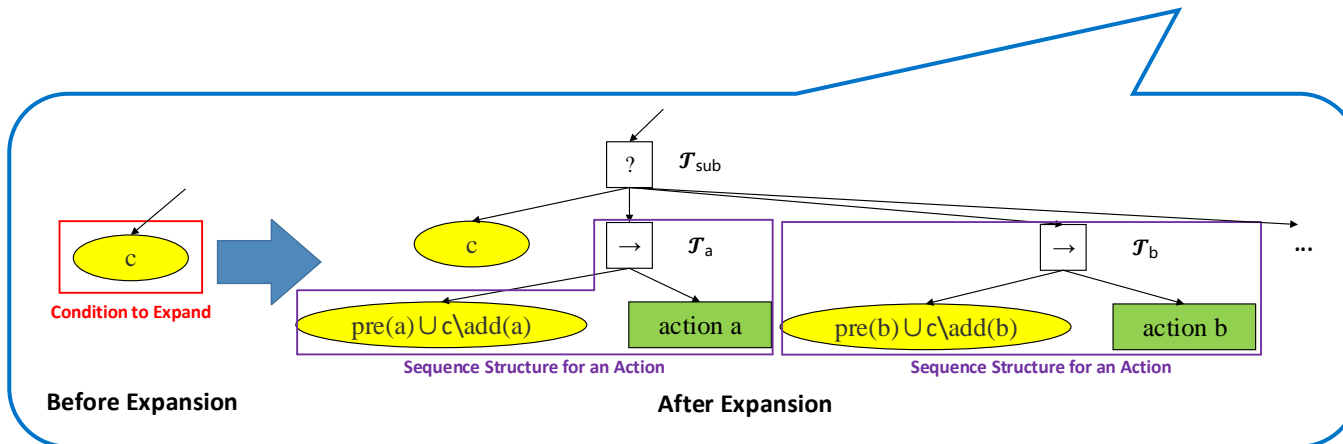 ? 𝓣sub
c
c
→ 𝓣a
→ 𝓣b
...
Condition to Expand
pre(a)∪c\add(a)
action a
pre(b)∪c\add(b)
action b
Sequence Structure for an Action
Sequence Structure for an Action
Before Expansion
After Expansion